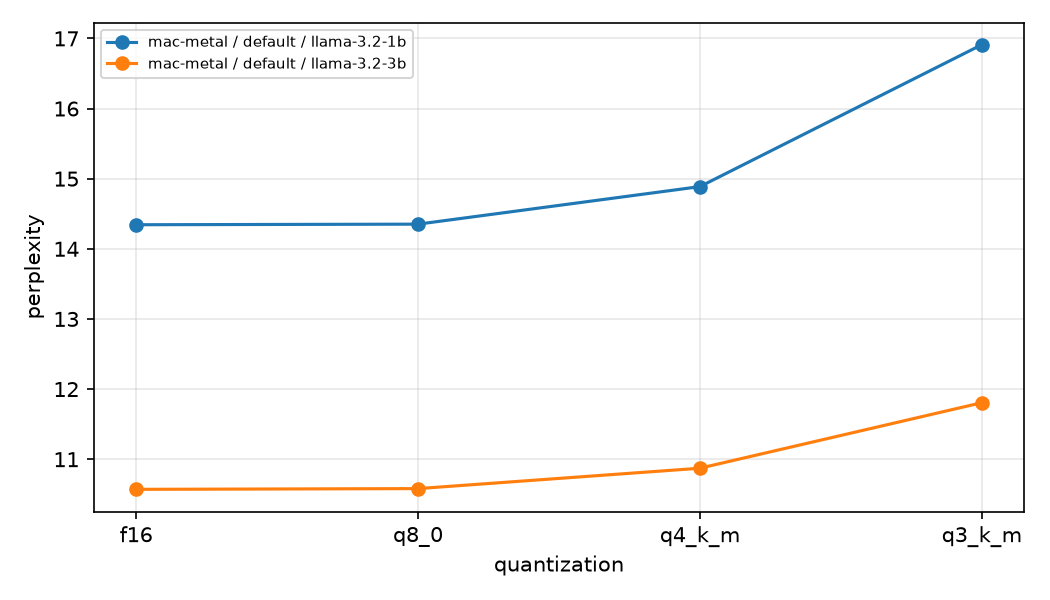 mac-metal / default / llama-3.2-1b
mac-metal / default / llama-3.2-3b
17
16
15
14
13
12
11
perplexity
f16 q8_0 q4_k_m q3_k_m
quantization